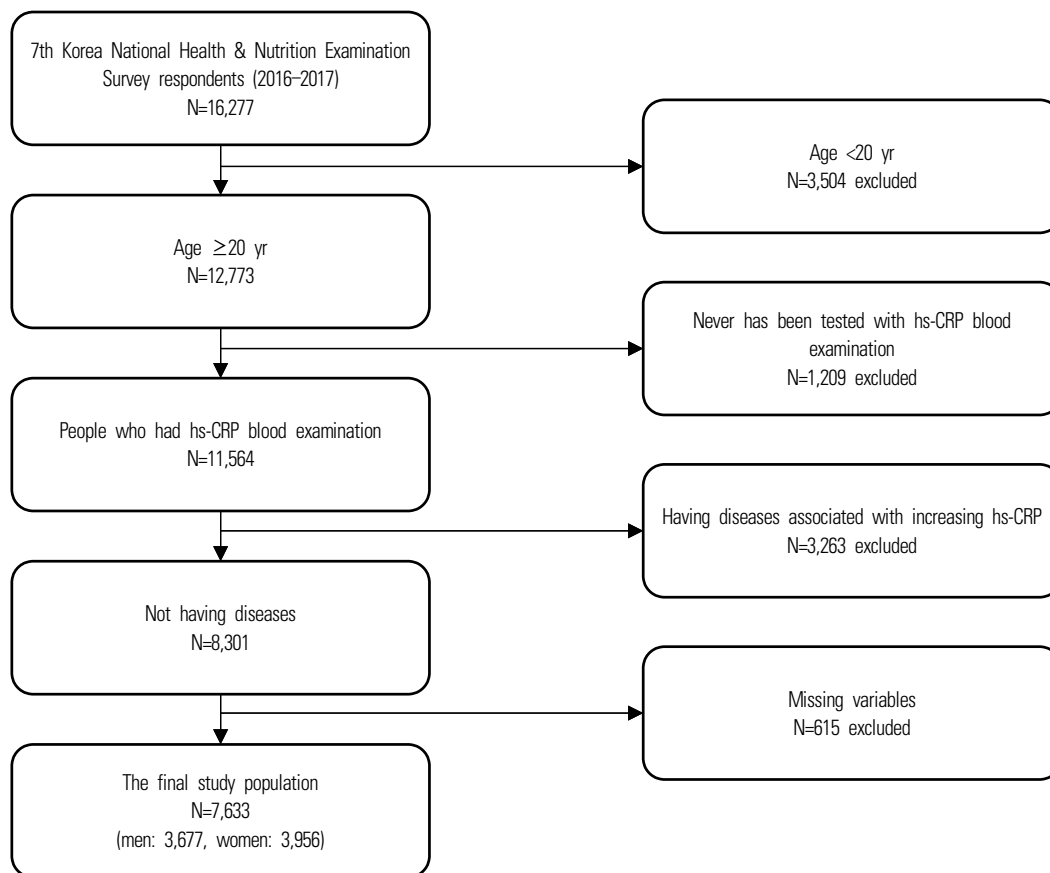 7th Korea National Health & Nutrition Examination
Survey respondents (2016–2017)
N=16,277
Age <20 yr
N=3,504 excluded
Age ≥20 yr
N=12,773
Never has been tested with hs-CRP blood
examination
N=1,209 excluded
People who had hs-CRP blood examination
N=11,564
Having diseases associated with increasing hs-CRP
N=3,263 excluded
Not having diseases
N=8,301
Missing variables
N=615 excluded
The final study population
N=7,633
(men: 3,677, women: 3,956)